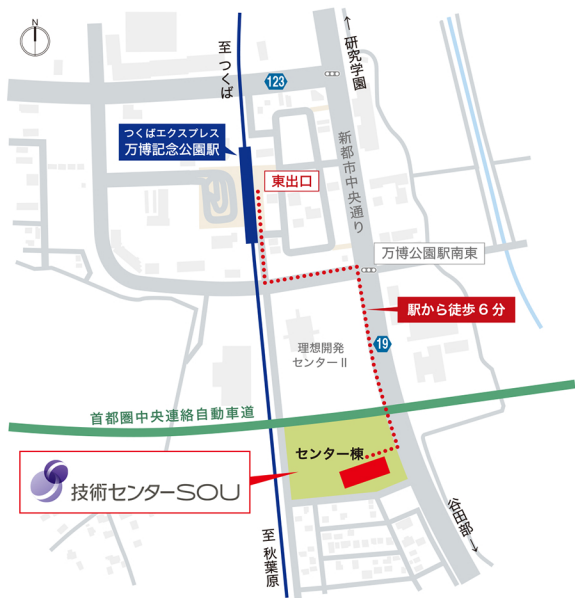 N
至 つくば
↑ 研究学園
123
つくばエクスプレス
万博記念公園駅
東出口
新都市中央通り
万博公園駅南東
駅から徒歩6分
19
理想開発
センターⅡ
首都圏中央連絡自動車道
センター棟
技術センターSOU
至 秋葉原
谷田部 →